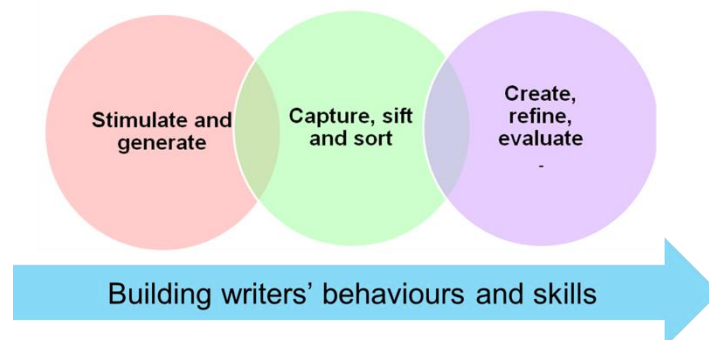 Stimulate and
generate
Capture, sift
and sort
Create,
refine,
evaluate
-
Building writers’ behaviours and skills